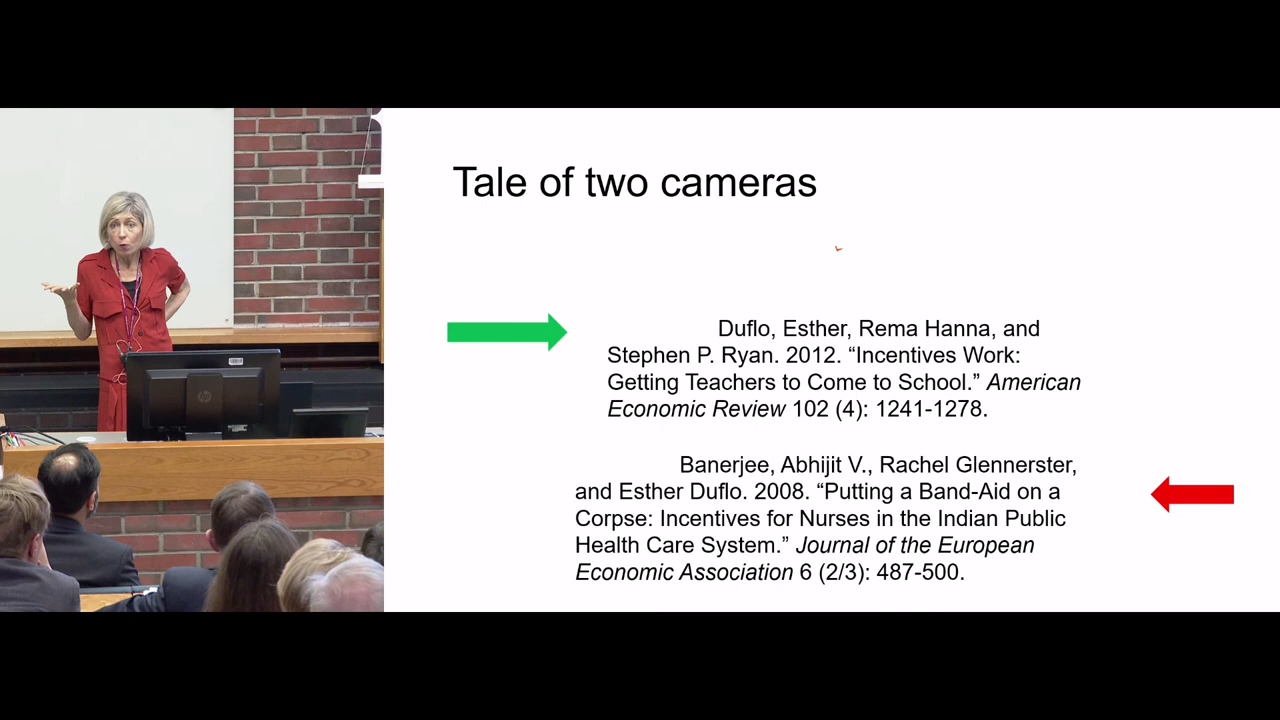 Tale of two cameras
Duflo, Esther, Rema Hanna, and
Stephen P. Ryan. 2012. “Incentives Work:
Getting Teachers to Come to School.” American
Economic Review 102 (4): 1241-1278.
Banerjee, Abhijit V., Rachel Glennerster,
and Esther Duflo. 2008. “Putting a Band-Aid on a
Corpse: Incentives for Nurses in the Indian Public
Health Care System.” Journal of the European
Economic Association 6 (2/3): 487-500.